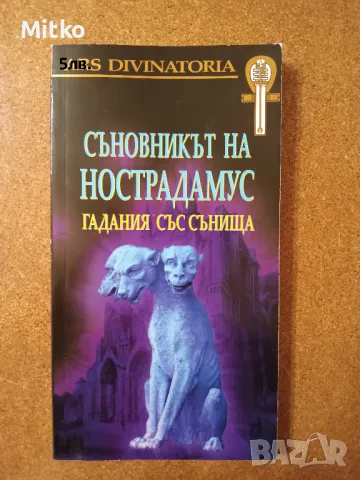 Mitko
5лв.
S DIVINATORIA
СЪНОВНИКЪТ НА
НОСТРАДАМУС
ГАДАНИЯ СЪС СЪНИЩА
BAZAR